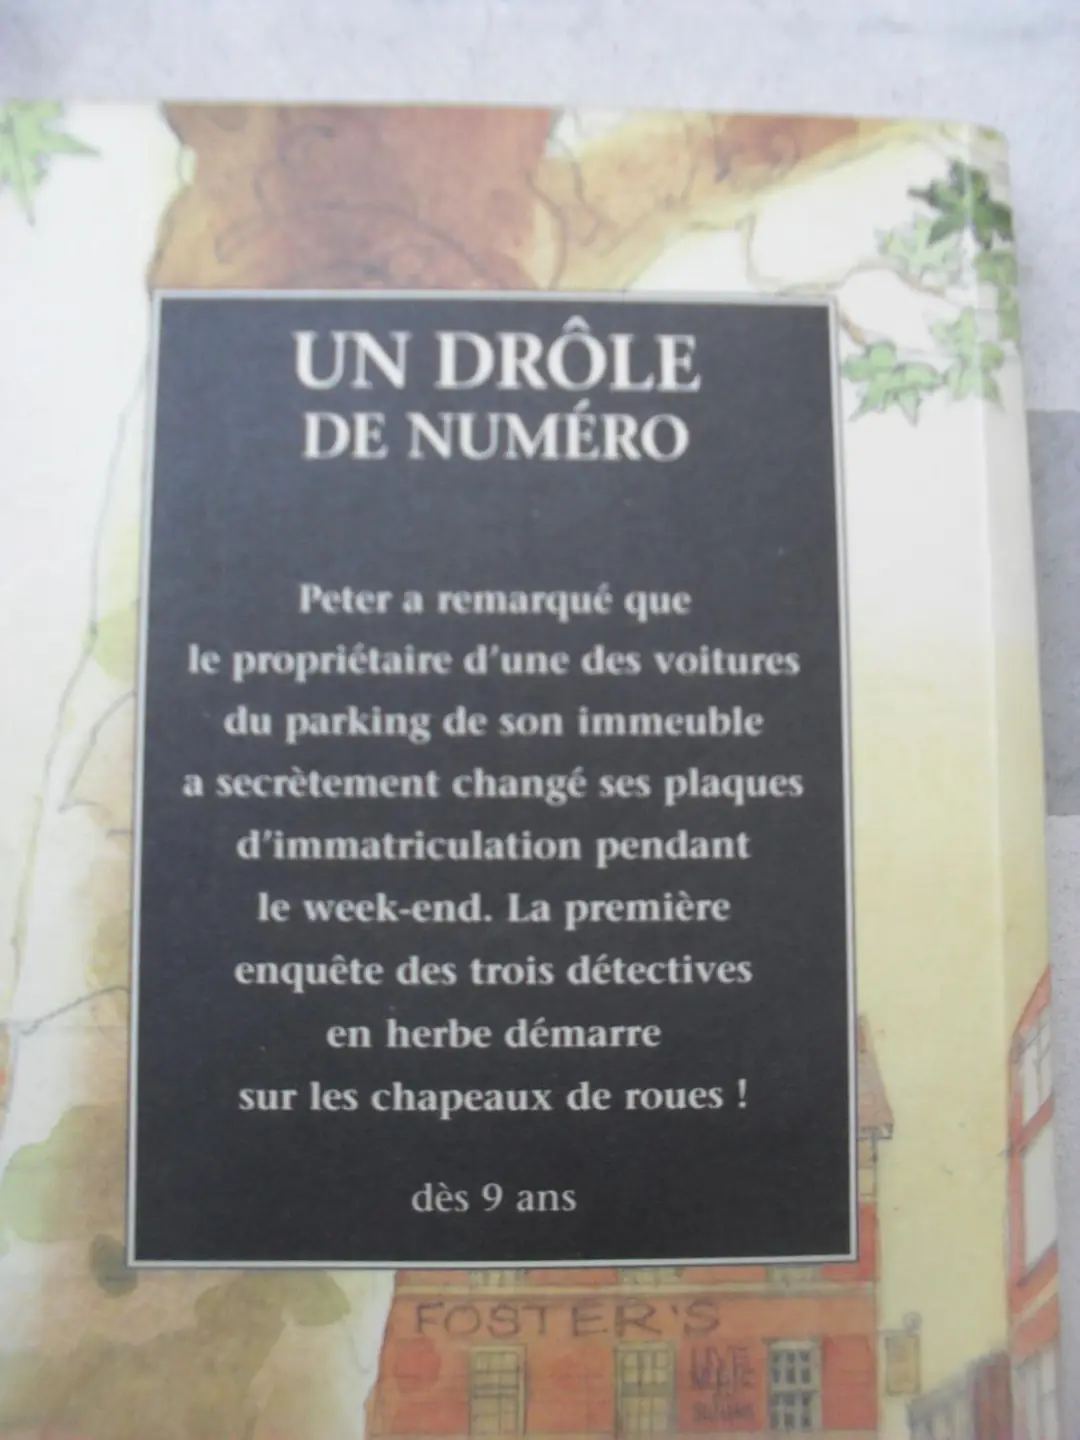 UN DRÔLE
DE NUMÉRO
Peter a remarqué que
le propriétaire d'une des voitures
du parking de son immeuble
a secrètement changé ses plaques
d'immatriculation pendant
le week-end. La première
enquête des trois détectives
en herbe démarre
sur les chapeaux de roues !
dès 9 ans
FOSTER'S